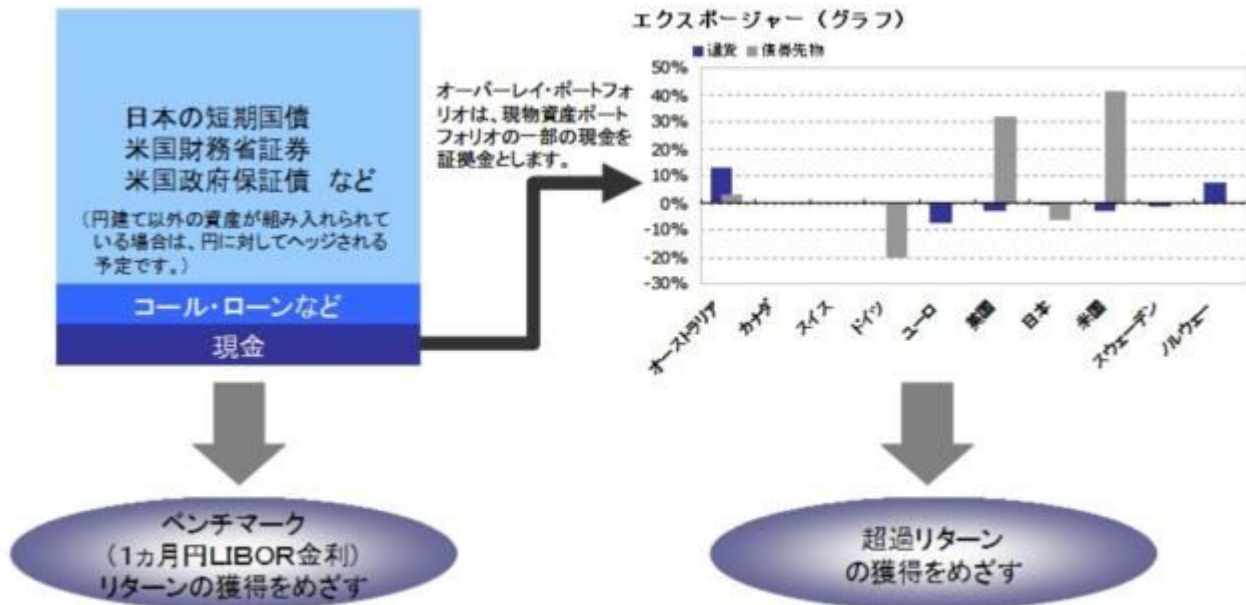 日本の短期国債
米国財務省証券
米国政府保証債 など
（円建て以外の資産が組み入れられて
いる場合は、円に対してヘッジされる
予定です。）
コール・ローンなど
現金
オーバーレイ・ポートフォ
リオは、現物資産ポート
フォリオの一部の現金を
証拠金とします。
エクスポージャー（グラフ）
通貨 債券先物
50%
40%
30%
20%
10%
0%
-10%
-20%
-30%
オーストラリア
カナダ
スイス
ドイツ
ユーロ
英国
日本
米国
スウェーデン
ノルウェー
ベンチマーク
（1ヵ月円LIBOR金利）
リターンの獲得をめざす
超過リターン
の獲得をめざす